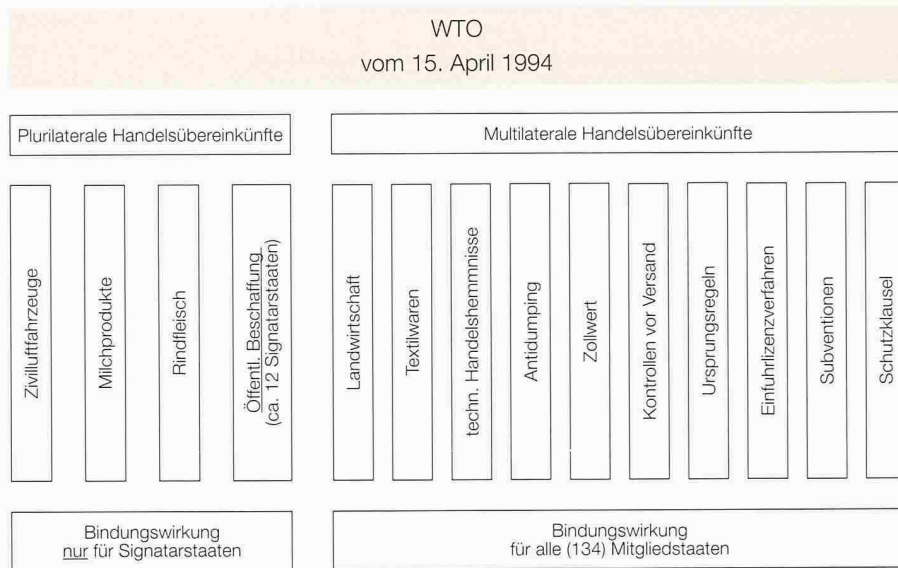 WTO
vom 15. April 1994
Plurilaterale Handelsübereinkünfte
Multilaterale Handelsübereinkünfte
Zivilluftfahrzeuge
Milchprodukte
Rindfleisch
Öffentl. Beschaffung
(ca. 12 Signatarstaaten)
Landwirtschaft
Textilwaren
techn. Handelshemmnisse
Antidumping
Zollwert
Kontrollen vor Versand
Ursprungsregeln
Einfuhrlizenzverfahren
Subventionen
Schutzklausel
Bindungswirkung
nur für Signatarstaaten
Bindungswirkung
für alle (134) Mitgliedstaaten